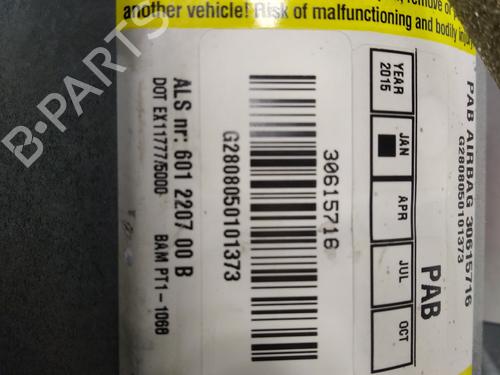 another vehicle! Risk of malfunctioning and bodily
PAB AIRBAG 30615716
G2808050101373
YEAR 2015
JAN
APR
JUL
OCT
PAB
30615716
G2808050101373
ALS nr: 601 2207 00 B
DOT EX11777/5000
BAM PT1-1068
B-PARTS